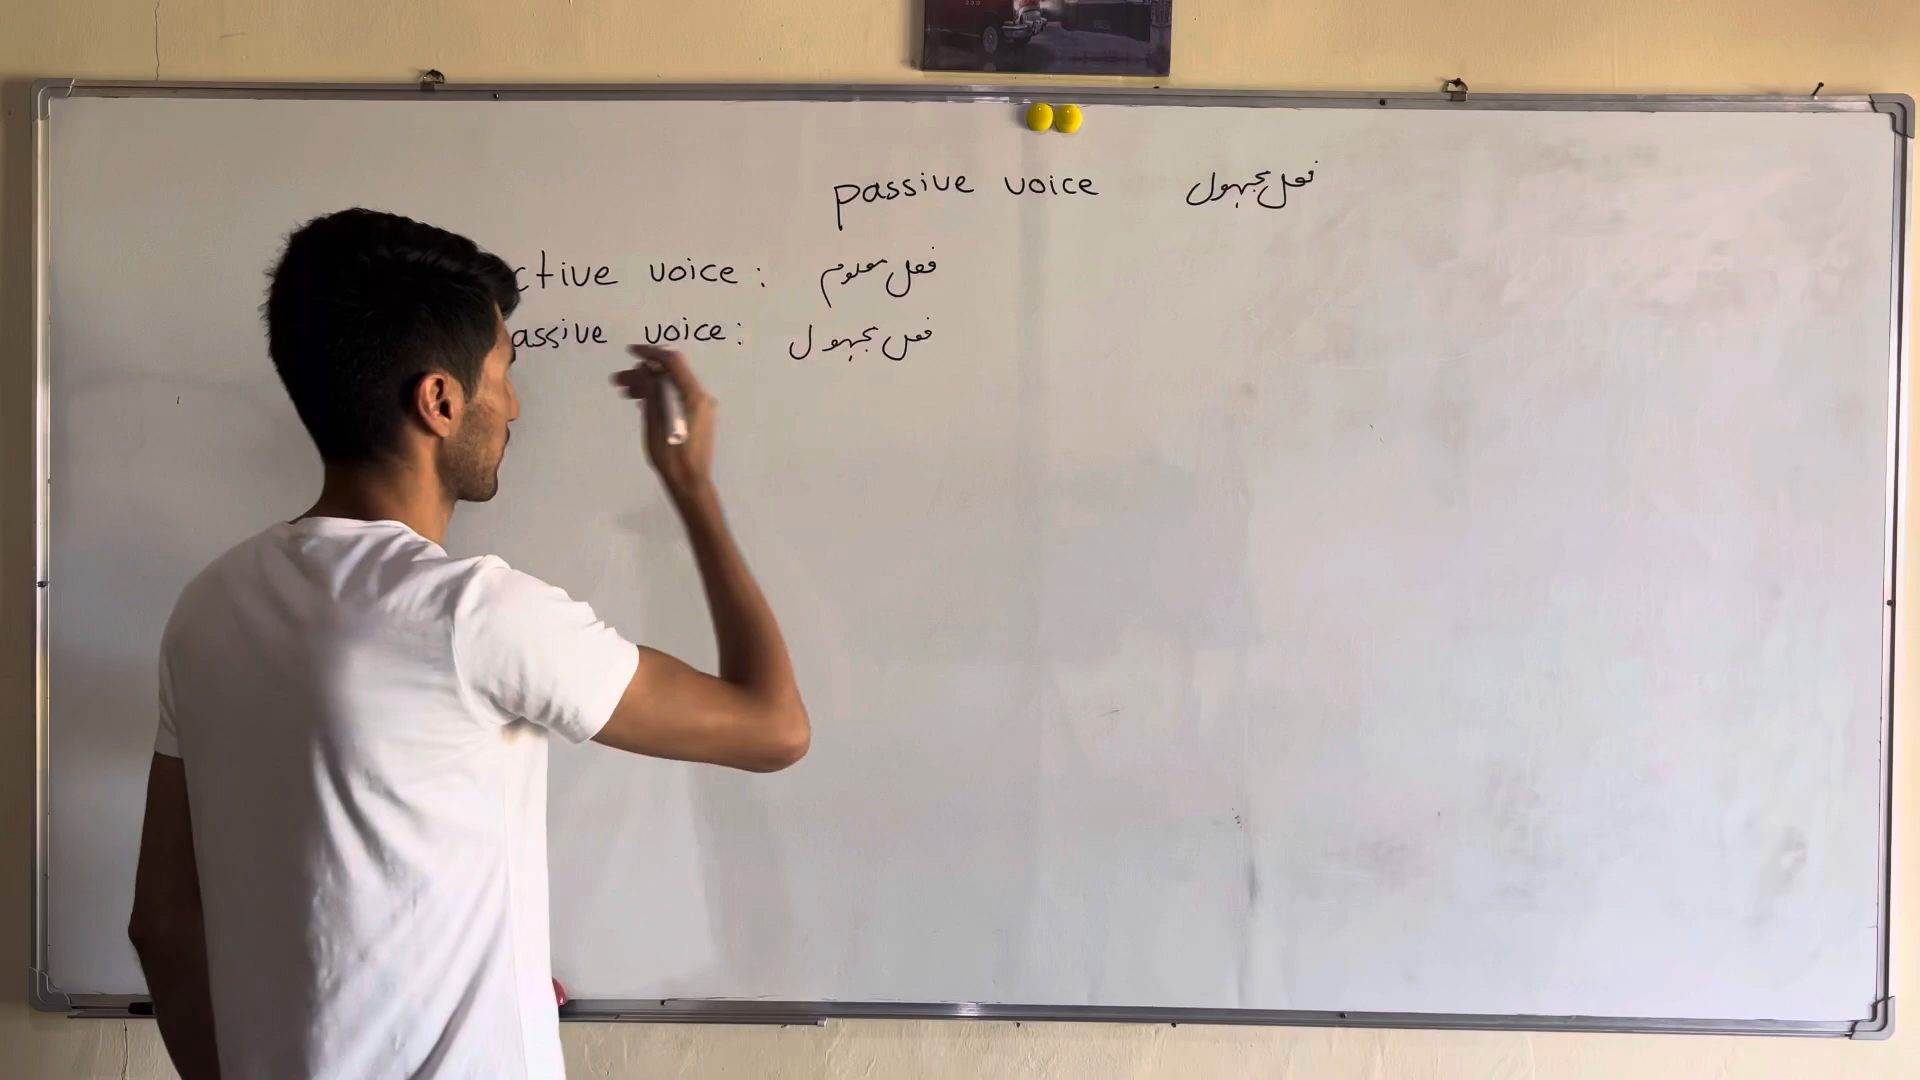 passive voice فعل مجهول
ctive voice: فعل معلوم
assive voice: فعل مجهول